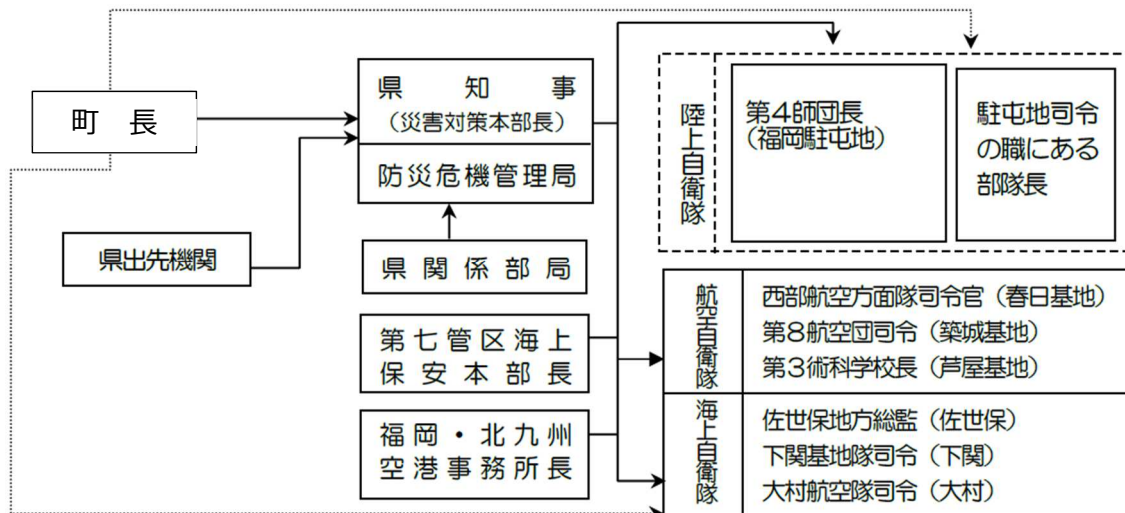 町 長
県 知 事
(災害対策本部長)
防災危機管理局
県出先機関
県関係部局
第七管区海上
保安本部長
福岡・北九州
空港事務所長
陸上自衛隊
第4師団長
(福岡駐屯地)
駐屯地司令
の職にある
部隊長
航空自衛隊
西部航空方面隊司令官(春日基地)
第8航空団司令(築城基地)
第3術科学校長(芦屋基地)
海上自衛隊
佐世保地方総監(佐世保)
下関基地隊司令(下関)
大村航空隊司令(大村)